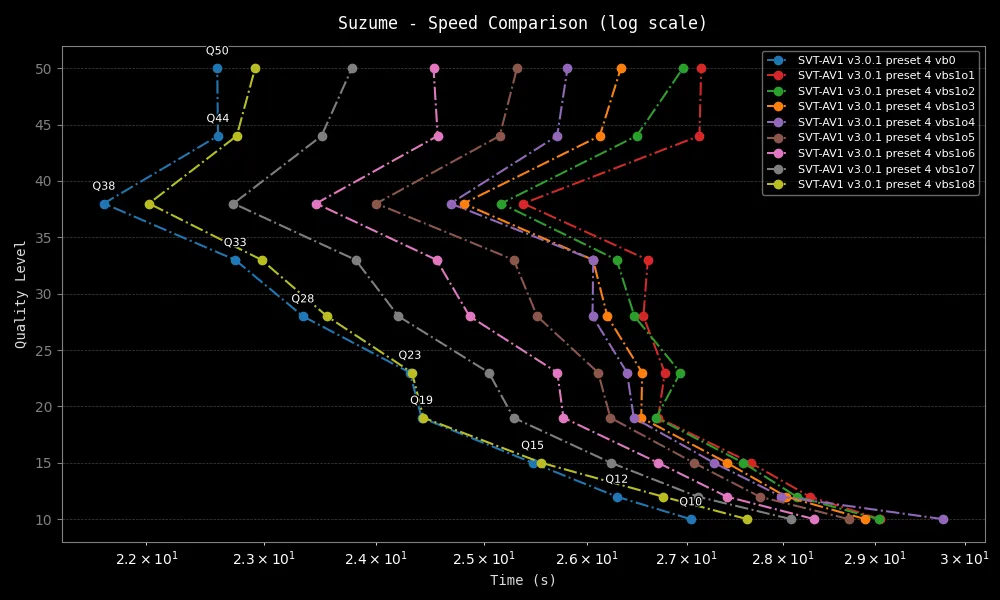 Suzume - Speed Comparison (log scale)
SVT-AV1 v3.0.1 preset 4 vb0
SVT-AV1 v3.0.1 preset 4 vbs1o1
SVT-AV1 v3.0.1 preset 4 vbs1o2
SVT-AV1 v3.0.1 preset 4 vbs1o3
SVT-AV1 v3.0.1 preset 4 vbs1o4
SVT-AV1 v3.0.1 preset 4 vbs1o5
SVT-AV1 v3.0.1 preset 4 vbs1o6
SVT-AV1 v3.0.1 preset 4 vbs1o7
SVT-AV1 v3.0.1 preset 4 vbs1o8
Quality Level
50
45
40
35
30
25
20
15
10
Q50
Q44
Q38
Q33
Q28
Q23
Q19
Q15
Q12
Q10
2.2 × 10¹
2.3 × 10¹
2.4 × 10¹
2.5 × 10¹
2.6 × 10¹
2.7 × 10¹
2.8 × 10¹
2.9 × 10¹
3 × 10¹
Time (s)